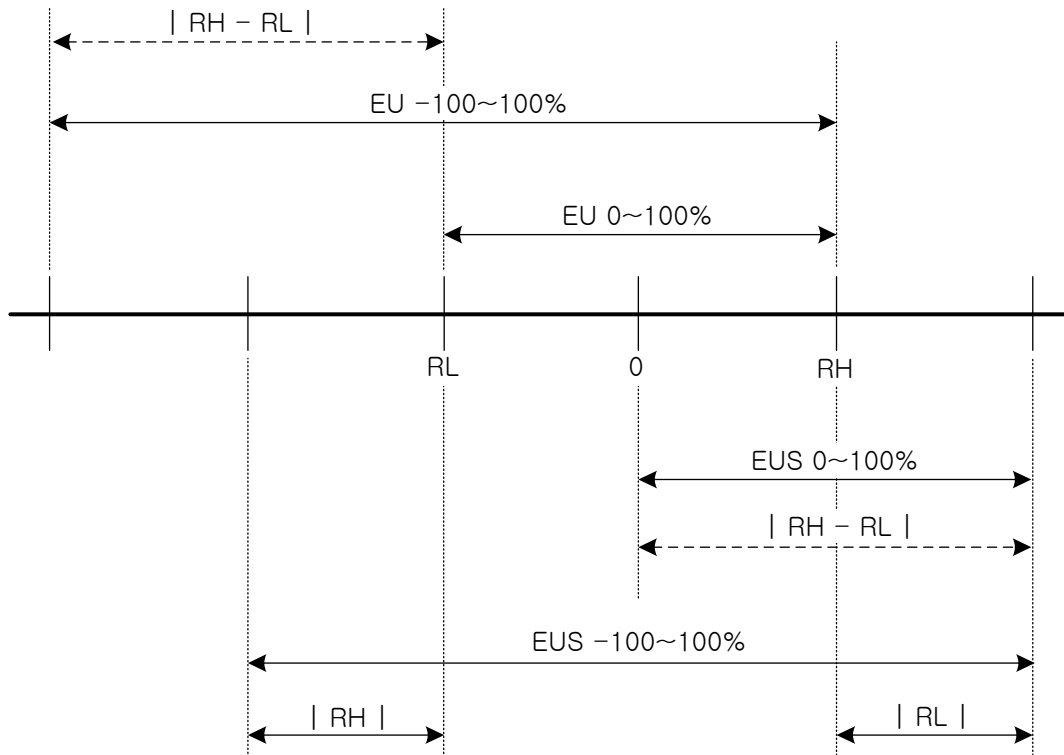 | RH − RL |
EU −100~100%
EU 0~100%
RL
0
RH
EUS 0~100%
| RH − RL |
EUS −100~100%
| RH |
| RL |